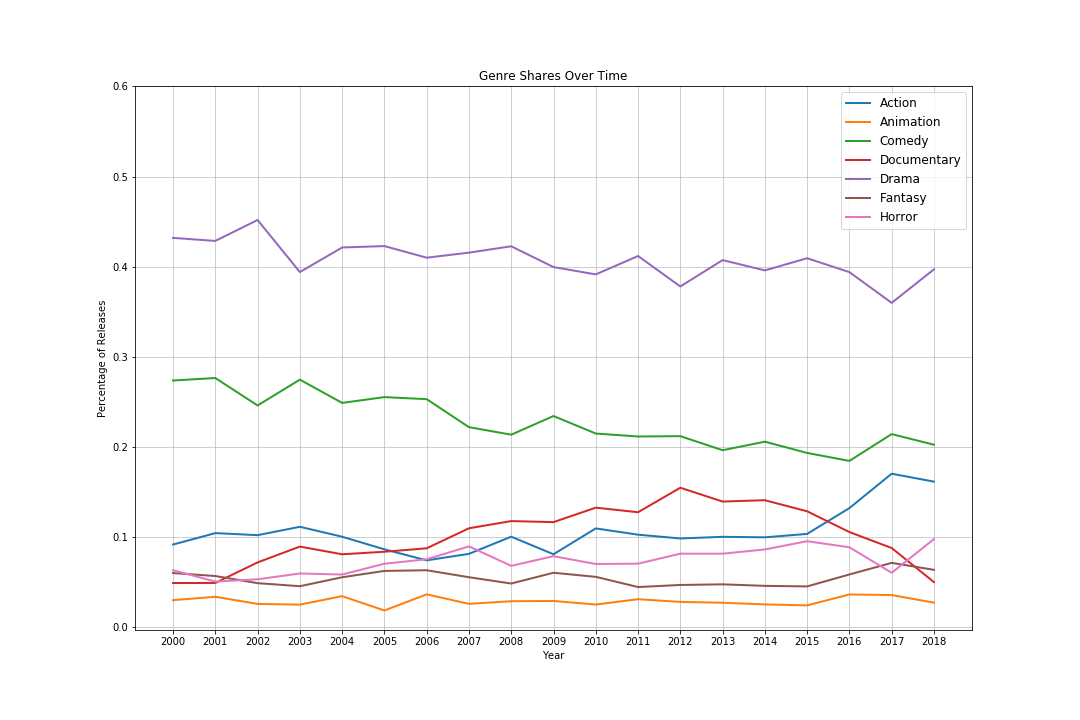 Genre Shares Over Time
0.6
0.5
0.4
0.3
0.2
0.1
0.0
Percentage of Releases
Action
Animation
Comedy
Documentary
Drama
Fantasy
Horror
2000 2001 2002 2003 2004 2005 2006 2007 2008 2009 2010 2011 2012 2013 2014 2015 2016 2017 2018
Year